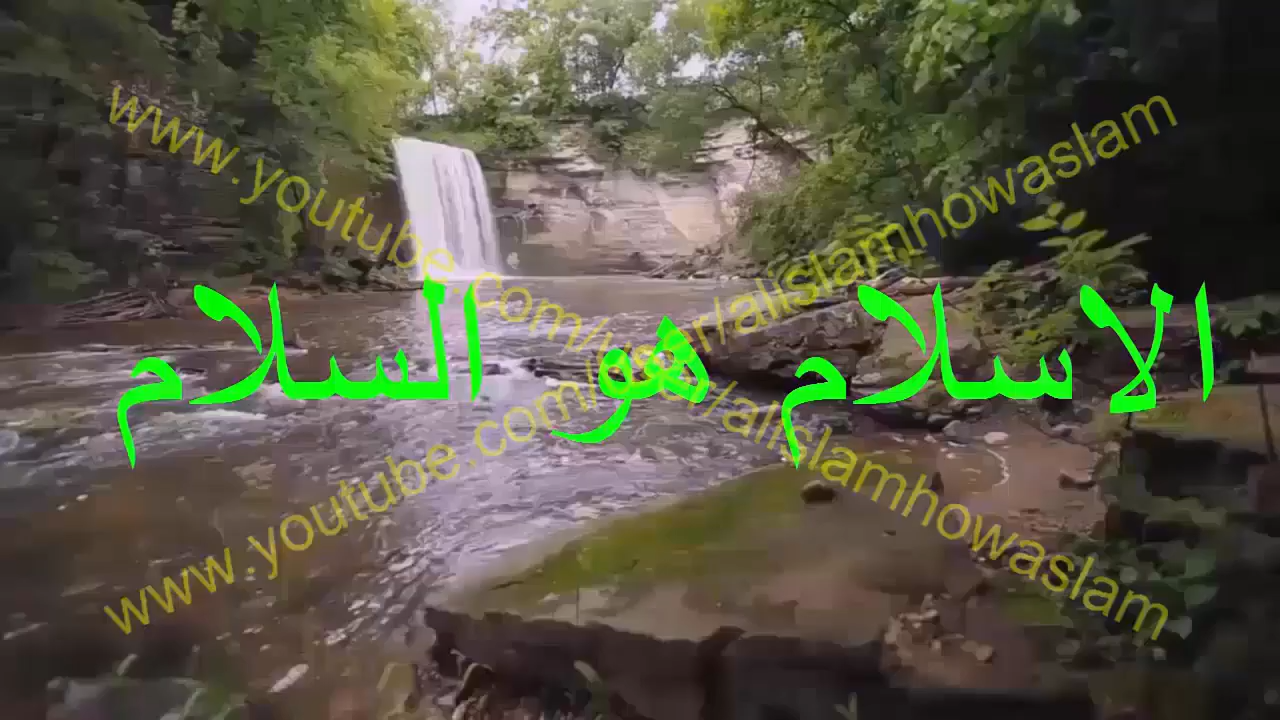 www.youtube.com/user/alislamhowaslam
الاسلام هو السلام
www.youtube.com/user/alislamhowaslam